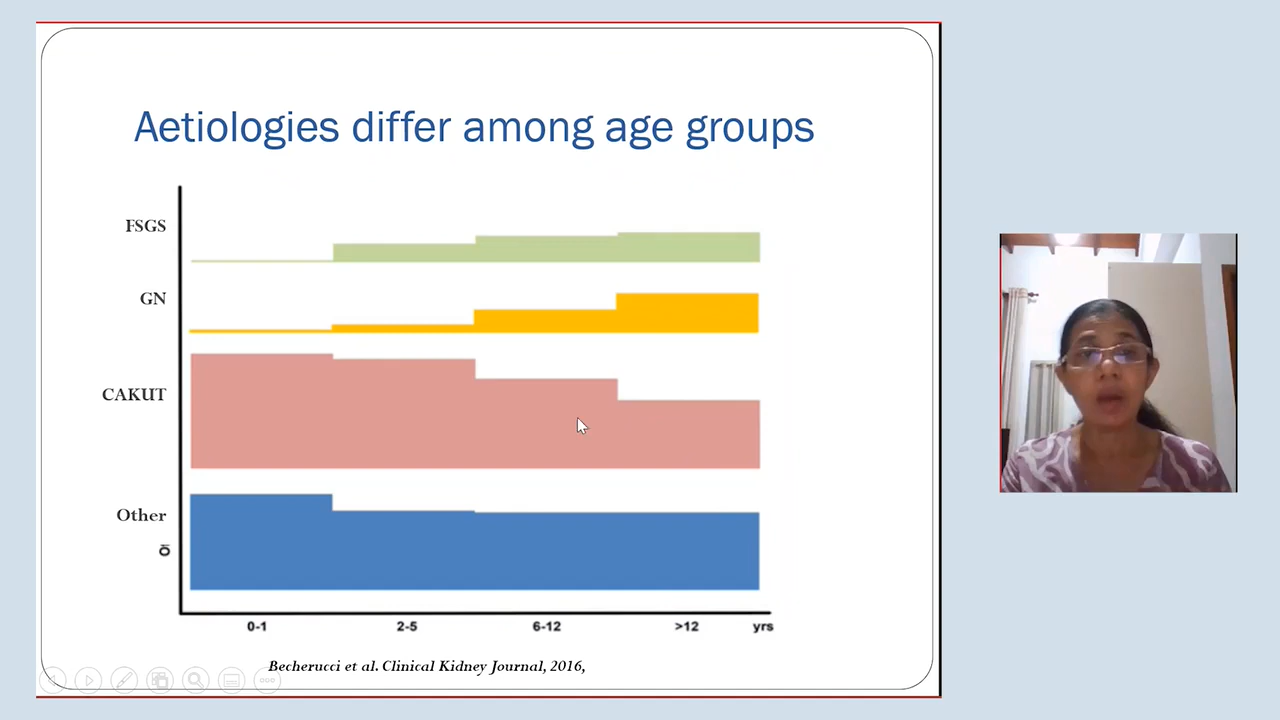 Aetiologies differ among age groups
FSGS
GN
CAKUT
Other
0-1 2-5 6-12 >12 yrs
Becherucci et al. Clinical Kidney Journal, 2016,